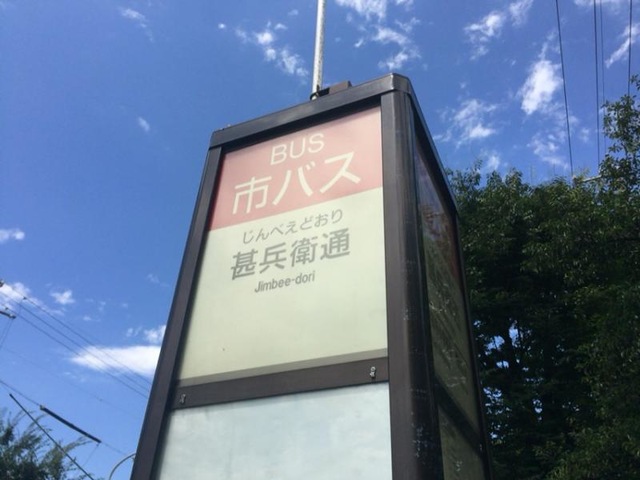 BUS
市バス
じんべえどおり
甚兵衛通
Jimbee-dori